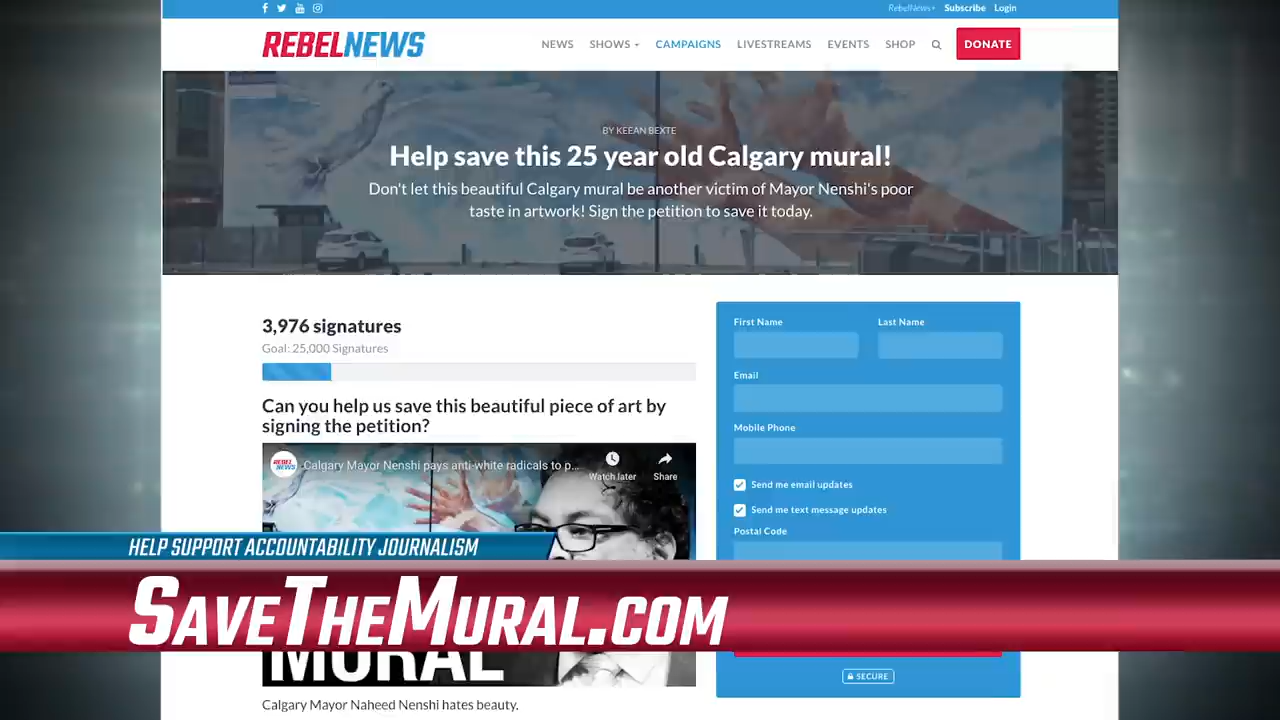 RebelNews+ Subscribe Login
REBELNEWS
NEWS SHOWS CAMPAIGNS LIVESTREAMS EVENTS SHOP DONATE
BY KEEAN BEXTE
Help save this 25 year old Calgary mural!
Don't let this beautiful Calgary mural be another victim of Mayor Nenshi's poor
taste in artwork! Sign the petition to save it today.
3,976 signatures
Goal: 25,000 Signatures
Can you help us save this beautiful piece of art by
signing the petition?
REBEL
NEWS
Calgary Mayor Nenshi pays anti-white radicals to p...
Watch later
Share
First Name Last Name
Email
Mobile Phone
Send me email updates
Send me text message updates
Postal Code
HELP SUPPORT ACCOUNTABILITY JOURNALISM
SAVETHEMURAL.COM
MURAL
SECURE
Calgary Mayor Naheed Nenshi hates beauty.